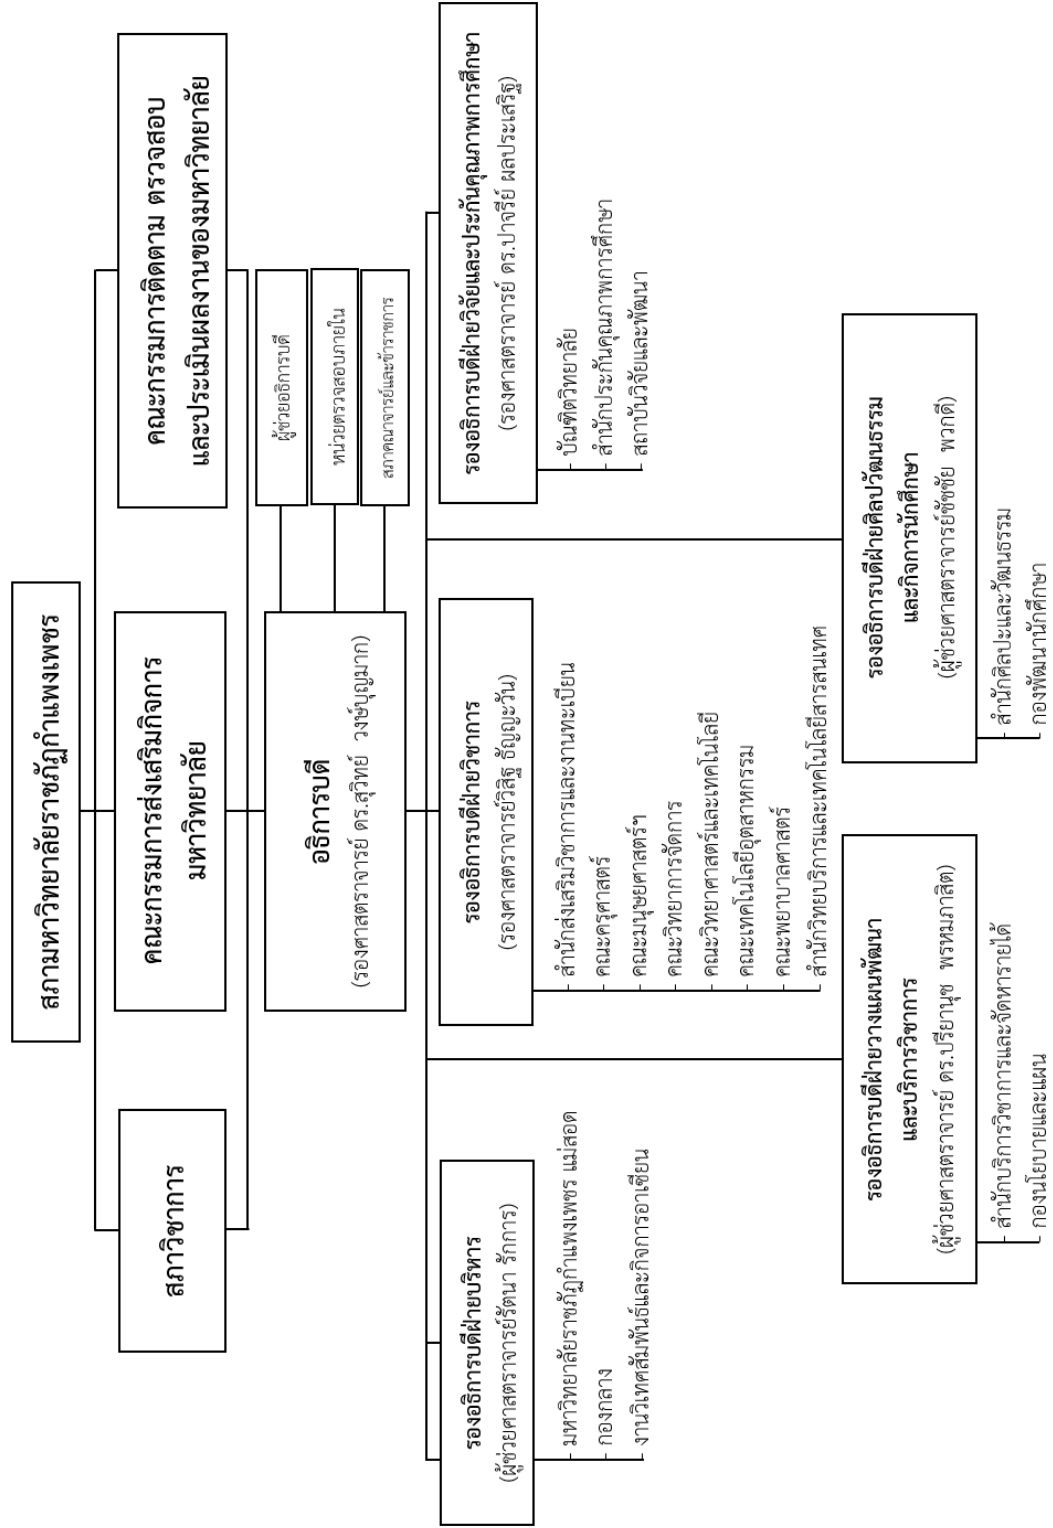 สภามหาวิทยาลัยราชภัฏกำแพงเพชร
สภาวิชาการ
คณะกรรมการส่งเสริมกิจการ
มหาวิทยาลัย
คณะกรรมการติดตาม ตรวจสอบ
และประเมินผลงานของมหาวิทยาลัย
อธิการบดี
(รองศาสตราจารย์ ดร.สุวิทย์ วงษ์บุญมาก)
ผู้ช่วยอธิการบดี
หน่วยตรวจสอบภายใน
สภาคณาจารย์และข้าราชการ
รองอธิการบดีฝ่ายบริหาร
(ผู้ช่วยศาสตราจารย์รัตนา รักการ)
มหาวิทยาลัยราชภัฏกำแพงเพชร แม่สอด
กองกลาง
งานวิเทศสัมพันธ์และกิจการอาเซียน
รองอธิการบดีฝ่ายวิชาการ
(รองศาสตราจารย์วิสิฐ ธัญญะวัน)
สำนักส่งเสริมวิชาการและงานทะเบียน
คณะครุศาสตร์
คณะมนุษยศาสตร์ฯ
คณะวิทยาการจัดการ
คณะวิทยาศาสตร์และเทคโนโลยี
คณะเทคโนโลยีอุตสาหกรรม
คณะพยาบาลศาสตร์
สำนักวิทยบริการและเทคโนโลยีสารสนเทศ
รองอธิการบดีฝ่ายวิจัยและประกันคุณภาพการศึกษา
(รองศาสตราจารย์ ดร.ปาจรีย์ ผลประเสริฐ)
บัณฑิตวิทยาลัย
สำนักประกันคุณภาพการศึกษา
สถาบันวิจัยและพัฒนา
รองอธิการบดีฝ่ายวางแผนพัฒนา
และบริการวิชาการ
(ผู้ช่วยศาสตราจารย์ ดร.ปรียานุช พรหมภาสิต)
สำนักบริการวิชาการและจัดหารายได้
กองนโยบายและแผน
รองอธิการบดีฝ่ายศิลปวัฒนธรรม
และกิจการนักศึกษา
(ผู้ช่วยศาสตราจารย์ชัชชัย พวกดี)
สำนักศิลปะและวัฒนธรรม
กองพัฒนานักศึกษา